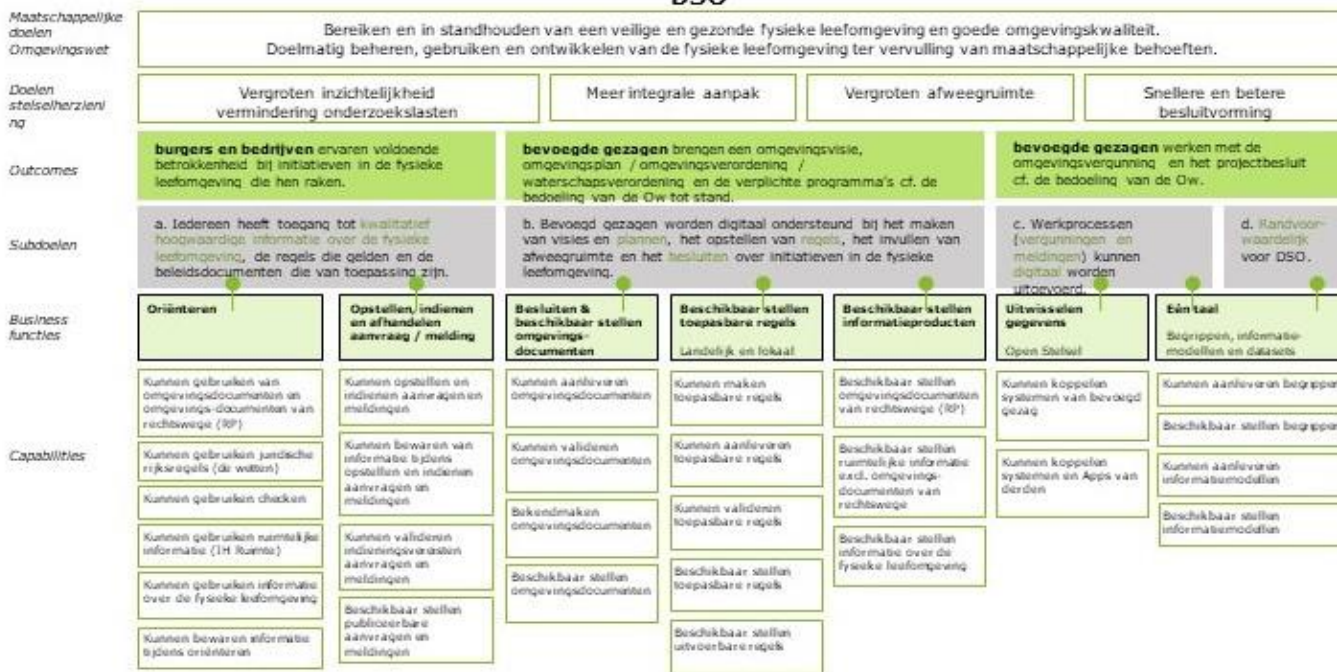 DSO
Maatschappelijke
doelen
Omgevingswet
Bereiken en in standhouden van een veilige en gezonde fysieke leefomgeving en goede omgevingskwaliteit.
Doelmatig beheren, gebruiken en ontwikkelen van de fysieke leefomgeving ter vervulling van maatschappelijke behoeften.
Doelen
stelselherzieni
ng
Vergroten inzichtelijkheid
vermindering onderzoekslasten
Meer integrale aanpak
Vergroten afweegruimte
Snellere en betere
besluitvorming
Outcomes
burgers en bedrijven ervaren voldoende
betrokkenheid bij initiatieven in de fysieke
leefomgeving die hen raken.
bevoegde gezagen brengen een omgevingsvisie,
omgevingsplan / omgevingsverordening /
waterschapsverordening en de verplichte programma's cf. de
bedoeling van de Ow tot stand.
bevoegde gezagen werken met de
omgevingsvergunning en het projectbesluit
cf. de bedoeling van de Ow.
Subdoelen
a. Iedereen heeft toegang tot kwalitatief
hoogwaardige informatie over de fysieke
leefomgeving, de regels die gelden en de
beleidsdocumenten die van toepassing zijn.
b. Bevoegd gezagen worden digitaal ondersteund bij het maken
van visies en plannen, het opstellen van regels, het invullen van
afweegruimte en het besluiten over initiatieven in de fysieke
leefomgeving.
c. Werkprocessen
(vergunningen en
meldingen) kunnen
digitaal worden
uitgevoerd.
d. Randvoor-
waardelijk
voor DSO.
Business
functies
Oriënteren
Opstellen, indienen
en afhandelen
aanvraag / melding
Besluiten &
beschikbaar stellen
omgevings-
documenten
Beschikbaar stellen
toepasbare regels
Landelijk en lokaal
Beschikbaar stellen
informatieproducten
Uitwisselen
gegevens
Open Stelsel
Eén taal
Begrippen, informatie-
modellen en datasets
Capabilities
Kunnen gebruiken van
omgevingsdocumenten en
omgevings-documenten van
rechtswege (RP)
Kunnen gebruiken juridische
rijksregels (de wetten)
Kunnen gebruiken checken
Kunnen gebruiken ruimtelijke
informatie (IH Ruimte)
Kunnen gebruiken informatie
over de fysieke leefomgeving
Kunnen bewaren informatie
tijdens oriënteren
Kunnen opstellen en
indienen aanvragen en
meldingen
Kunnen bewaren van
informatie tijdens
opstellen en indienen
aanvragen en
meldingen
Kunnen valideren
indieningsvereisten
aanvragen en
meldingen
Beschikbaar stellen
publiceerbare
aanvragen en
meldingen
Kunnen aanleveren
omgevingsdocumenten
Kunnen valideren
omgevingsdocumenten
Bekendmaken
omgevingsdocumenten
Beschikbaar stellen
omgevingsdocumenten
Kunnen maken
toepasbare regels
Kunnen aanleveren
toepasbare regels
Kunnen valideren
toepasbare regels
Beschikbaar stellen
toepasbare regels
Beschikbaar stellen
uitvoerbare regels
Beschikbaar stellen
omgevingsdocumenten
van rechtswege (RP)
Beschikbaar stellen
ruimtelijke informatie
excl. omgevings-
documenten van
rechtswege
Beschikbaar stellen
informatie over de
fysieke leefomgeving
Kunnen koppelen
systemen van bevoegd
gezag
Kunnen koppelen
systemen en Apps van
derden
Kunnen aanleveren begrippen
Beschikbaar stellen begrippen
Kunnen aanleveren
informatiemodellen
Beschikbaar stellen
informatiemodellen